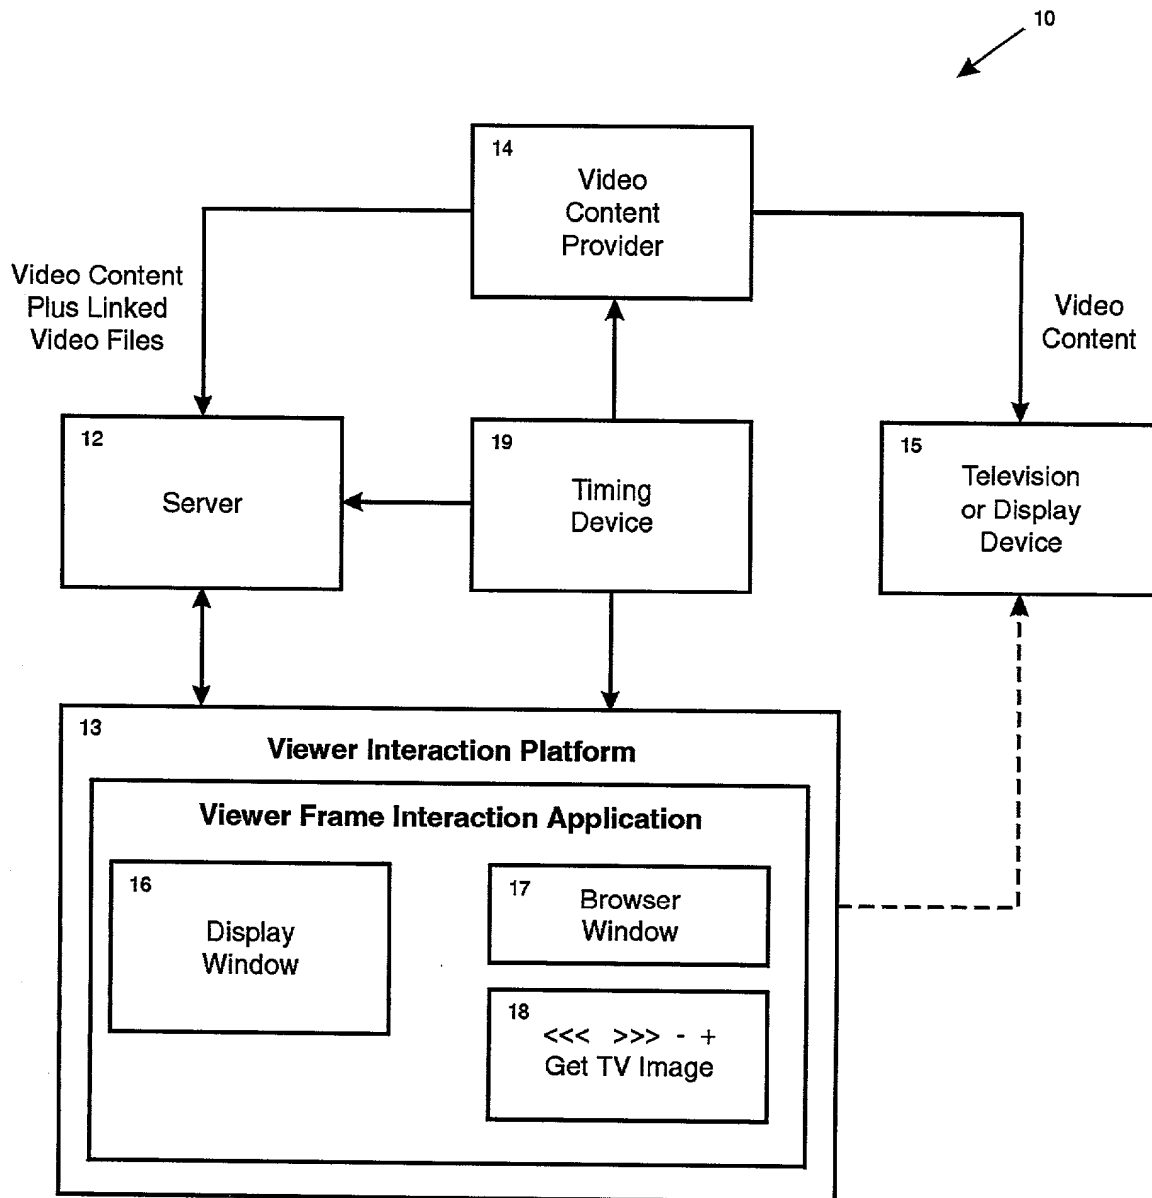 10
14
Video
Content
Provider
Video Content
Plus Linked
Video Files
Video
Content
12
Server
19
Timing
Device
15
Television
or Display
Device
13
Viewer Interaction Platform
Viewer Frame Interaction Application
16
Display
Window
17
Browser
Window
18
<<< >>> - +
Get TV Image